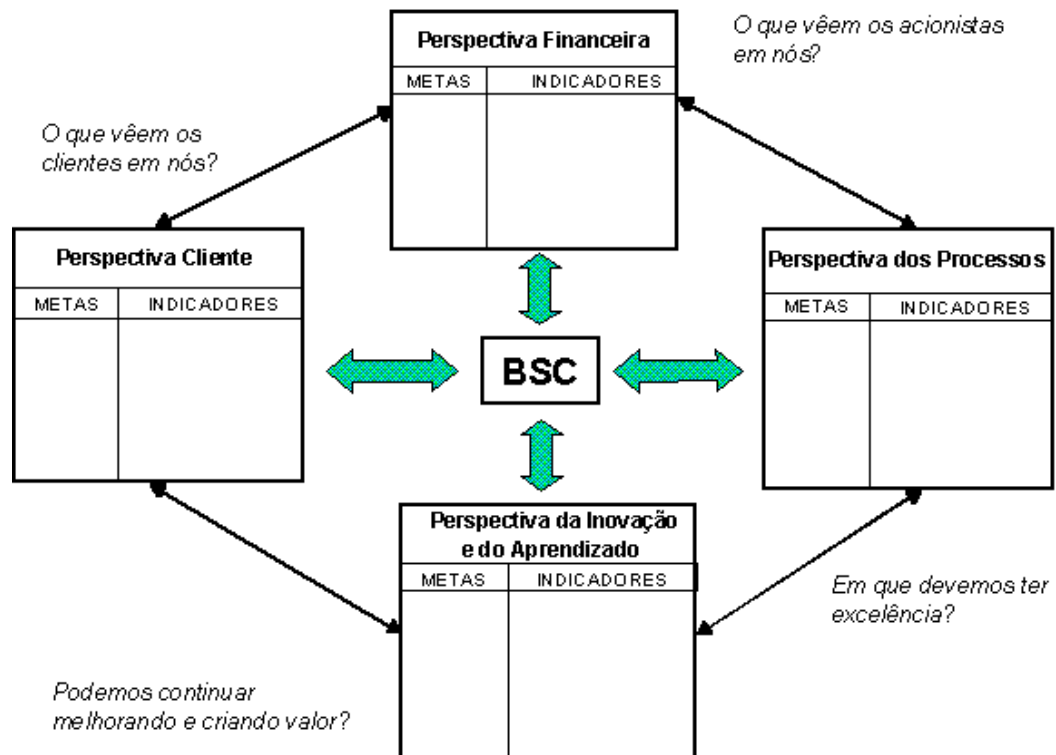 Perspectiva Financeira
METAS INDICADORES
O que vêem os acionistas
em nós?
O que vêem os
clientes em nós?
Perspectiva Cliente
METAS INDICADORES
BSC
Perspectiva dos Processos
METAS INDICADORES
Perspectiva da Inovação
e do Aprendizado
METAS INDICADORES
Em que devemos ter
excelência?
Podemos continuar
melhorando e criando valor?